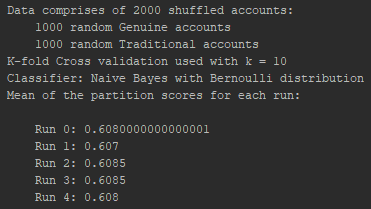 Data comprises of 2000 shuffled accounts:
1000 random Genuine accounts
1000 random Traditional accounts
K-fold Cross validation used with k = 10
Classifier: Naive Bayes with Bernoulli distribution
Mean of the partition scores for each run:
Run 0: 0.6080000000000001
Run 1: 0.607
Run 2: 0.6085
Run 3: 0.6085
Run 4: 0.608